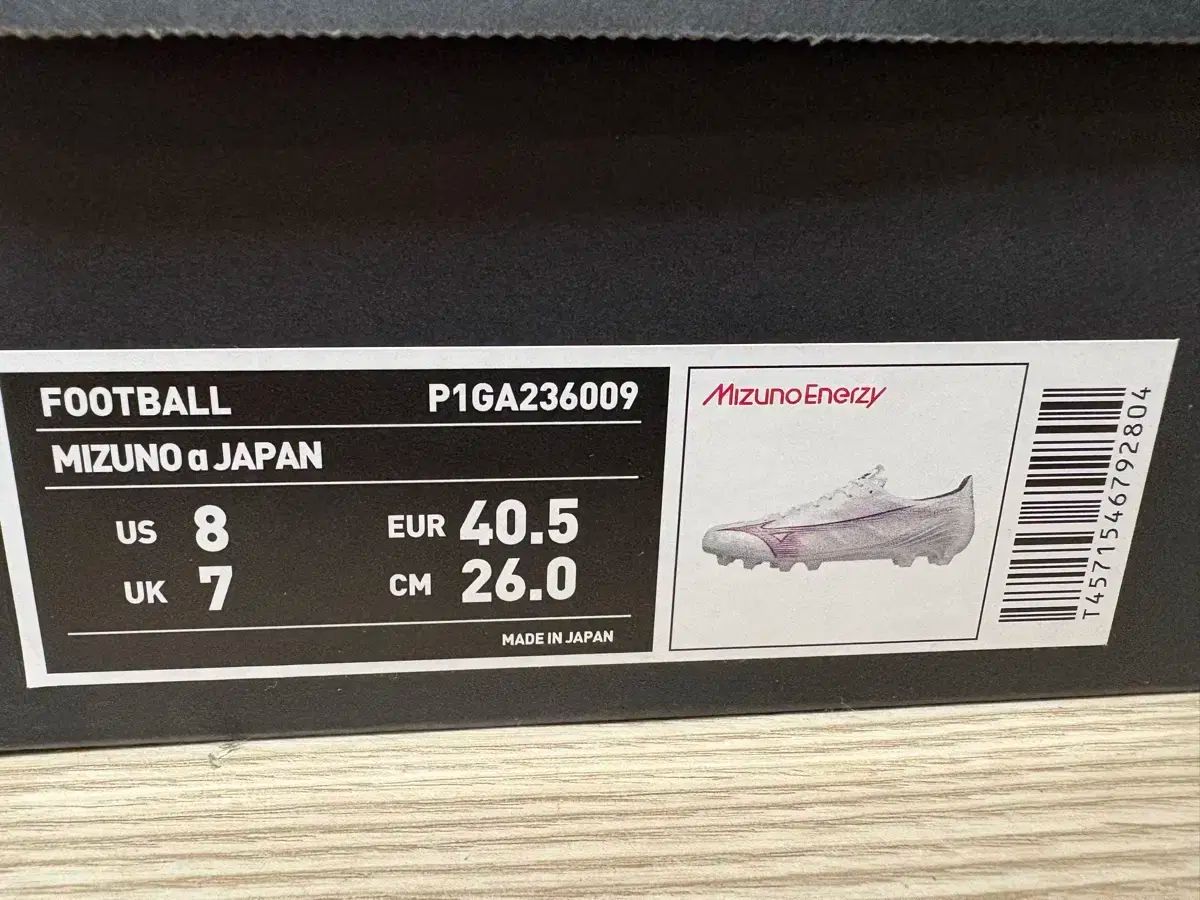 FOOTBALL P1GA236009
MIZUNO α JAPAN
US 8 EUR 40.5
UK 7 CM 26.0
MADE IN JAPAN
MizunoEnerzy
T4571546792804